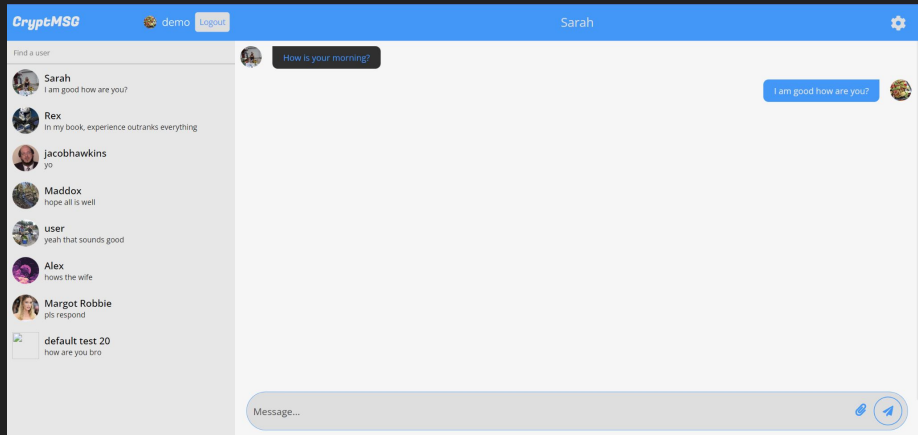 CryptMSG
demo Logout
Sarah
Find a user
Sarah
I am good how are you?
Rex
In my book, experience outranks everything
jacobhawkins
yo
Maddox
hope all is well
user
yeah that sounds good
Alex
hows the wife
Margot Robbie
pls respond
default test 20
how are you bro
How is your morning?
I am good how are you?
Message...